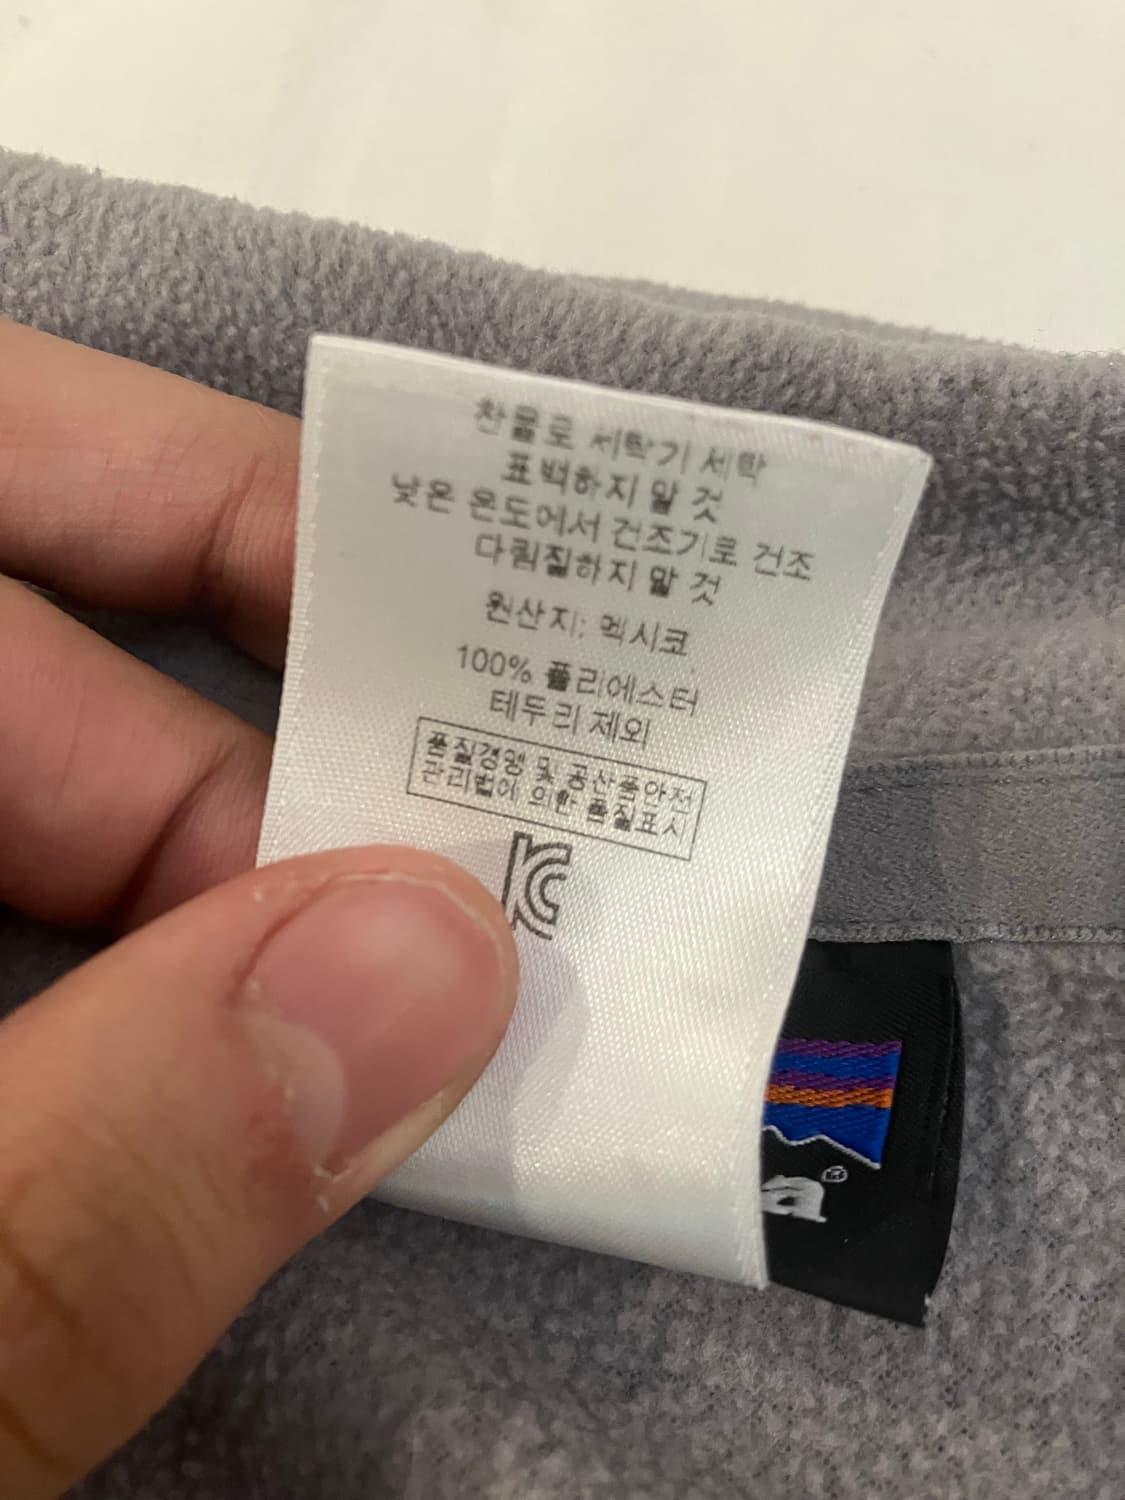 찬물로 세탁기 세탁
표백하지 말 것
낮은 온도에서 건조기로 건조
다림질하지 말 것
원산지: 멕시코
100% 폴리에스터
테두리 제외
품질경영 및 공산품안전
관리법에 의한 품질표시
KC
a®